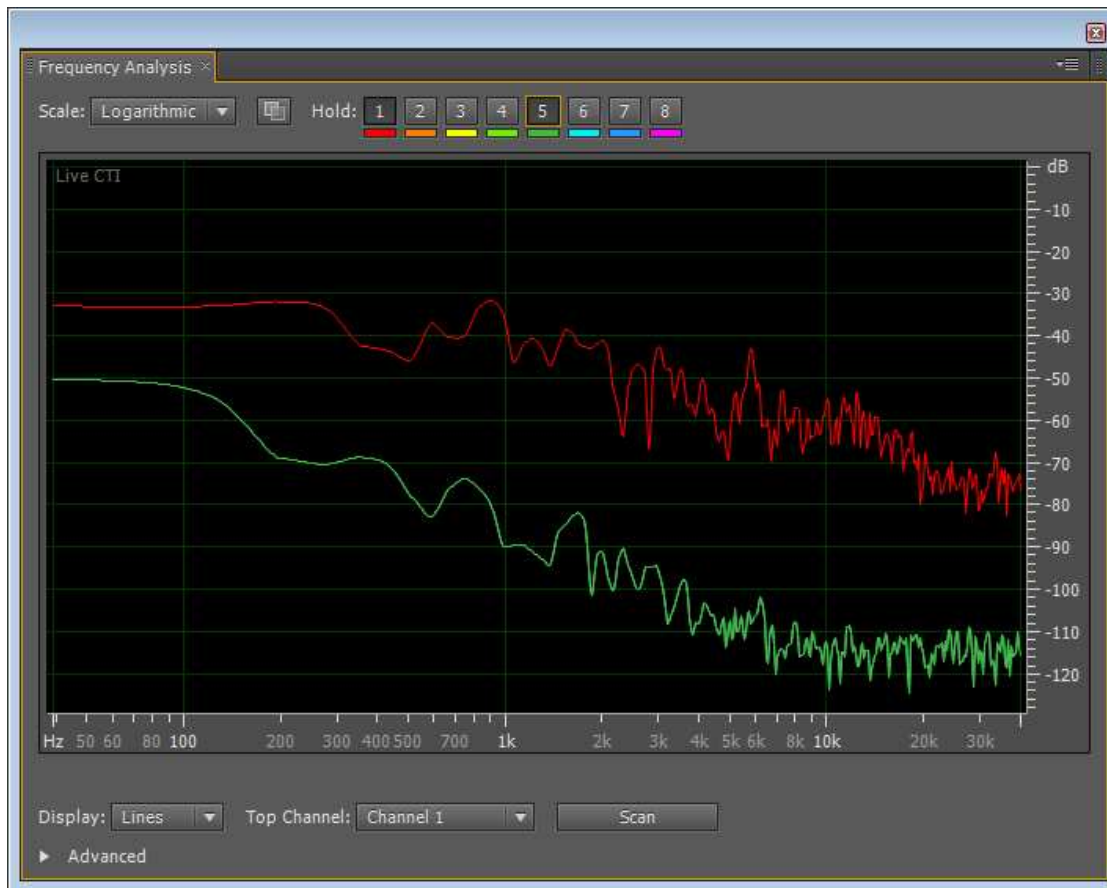 Frequency Analysis ×
Scale: Logarithmic Hold: 1 2 3 4 5 6 7 8
Live CTI
dB
-10
-20
-30
-40
-50
-60
-70
-80
-90
-100
-110
-120
Hz 50 60 80 100 200 300 400 500 700 1k 2k 3k 4k 5k 6k 8k 10k 20k 30k
Display: Lines Top Channel: Channel 1 Scan
Advanced